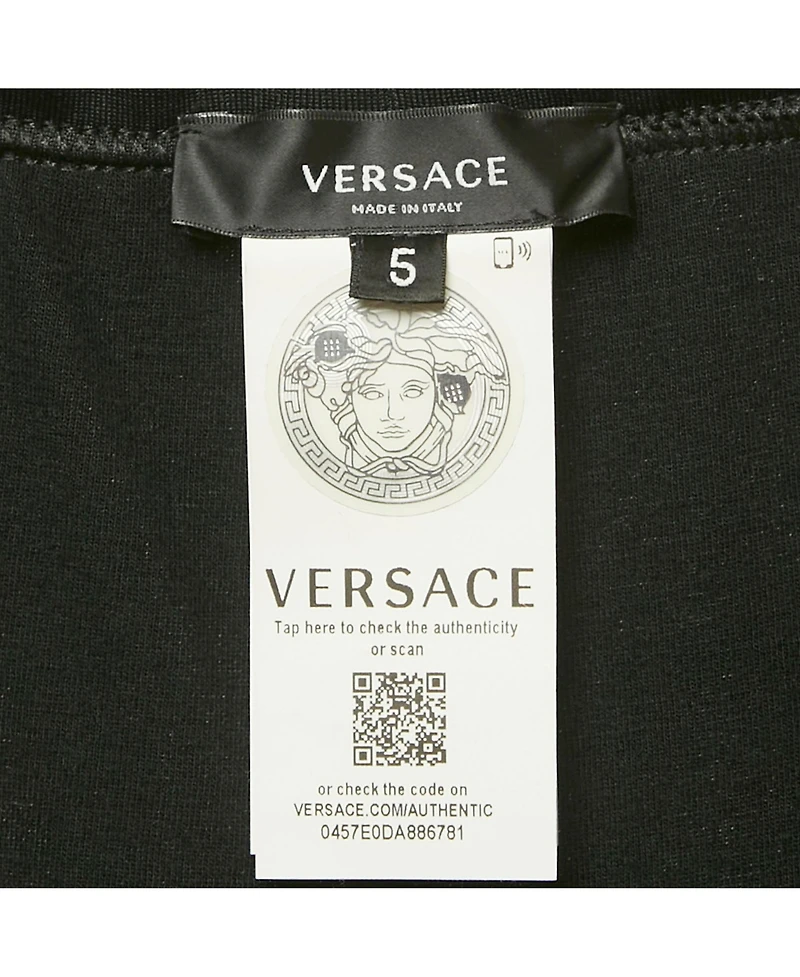 VERSACE
MADE IN ITALY
5
VERSACE
Tap here to check the authenticity
or scan
or check the code on
VERSACE.COM/AUTHENTIC
0457E0DA886781